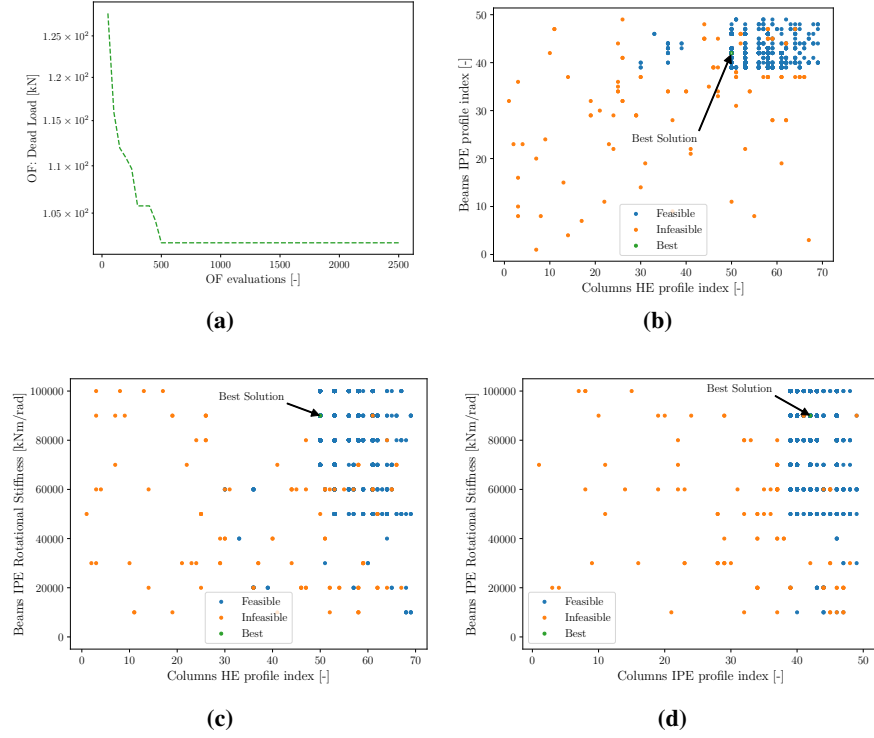 1.25 × 10²
1.2 × 10²
1.15 × 10²
1.1 × 10²
1.05 × 10²
OF: Dead Load [kN]
0 500 1000 1500 2000 2500
OF evaluations [-]
(a)
50
40
30
20
10
0
Beams IPE profile index [-]
Best Solution
Feasible
Infeasible
Best
0 10 20 30 40 50 60 70
Columns HE profile index [-]
(b)
100000
80000
60000
40000
20000
0
Beams IPE Rotational Stiffness [kNm/rad]
Best Solution
Feasible
Infeasible
Best
0 10 20 30 40 50 60 70
Columns HE profile index [-]
(c)
100000
80000
60000
40000
20000
0
Beams IPE Rotational Stiffness [kNm/rad]
Best Solution
Feasible
Infeasible
Best
0 10 20 30 40 50
Columns IPE profile index [-]
(d)